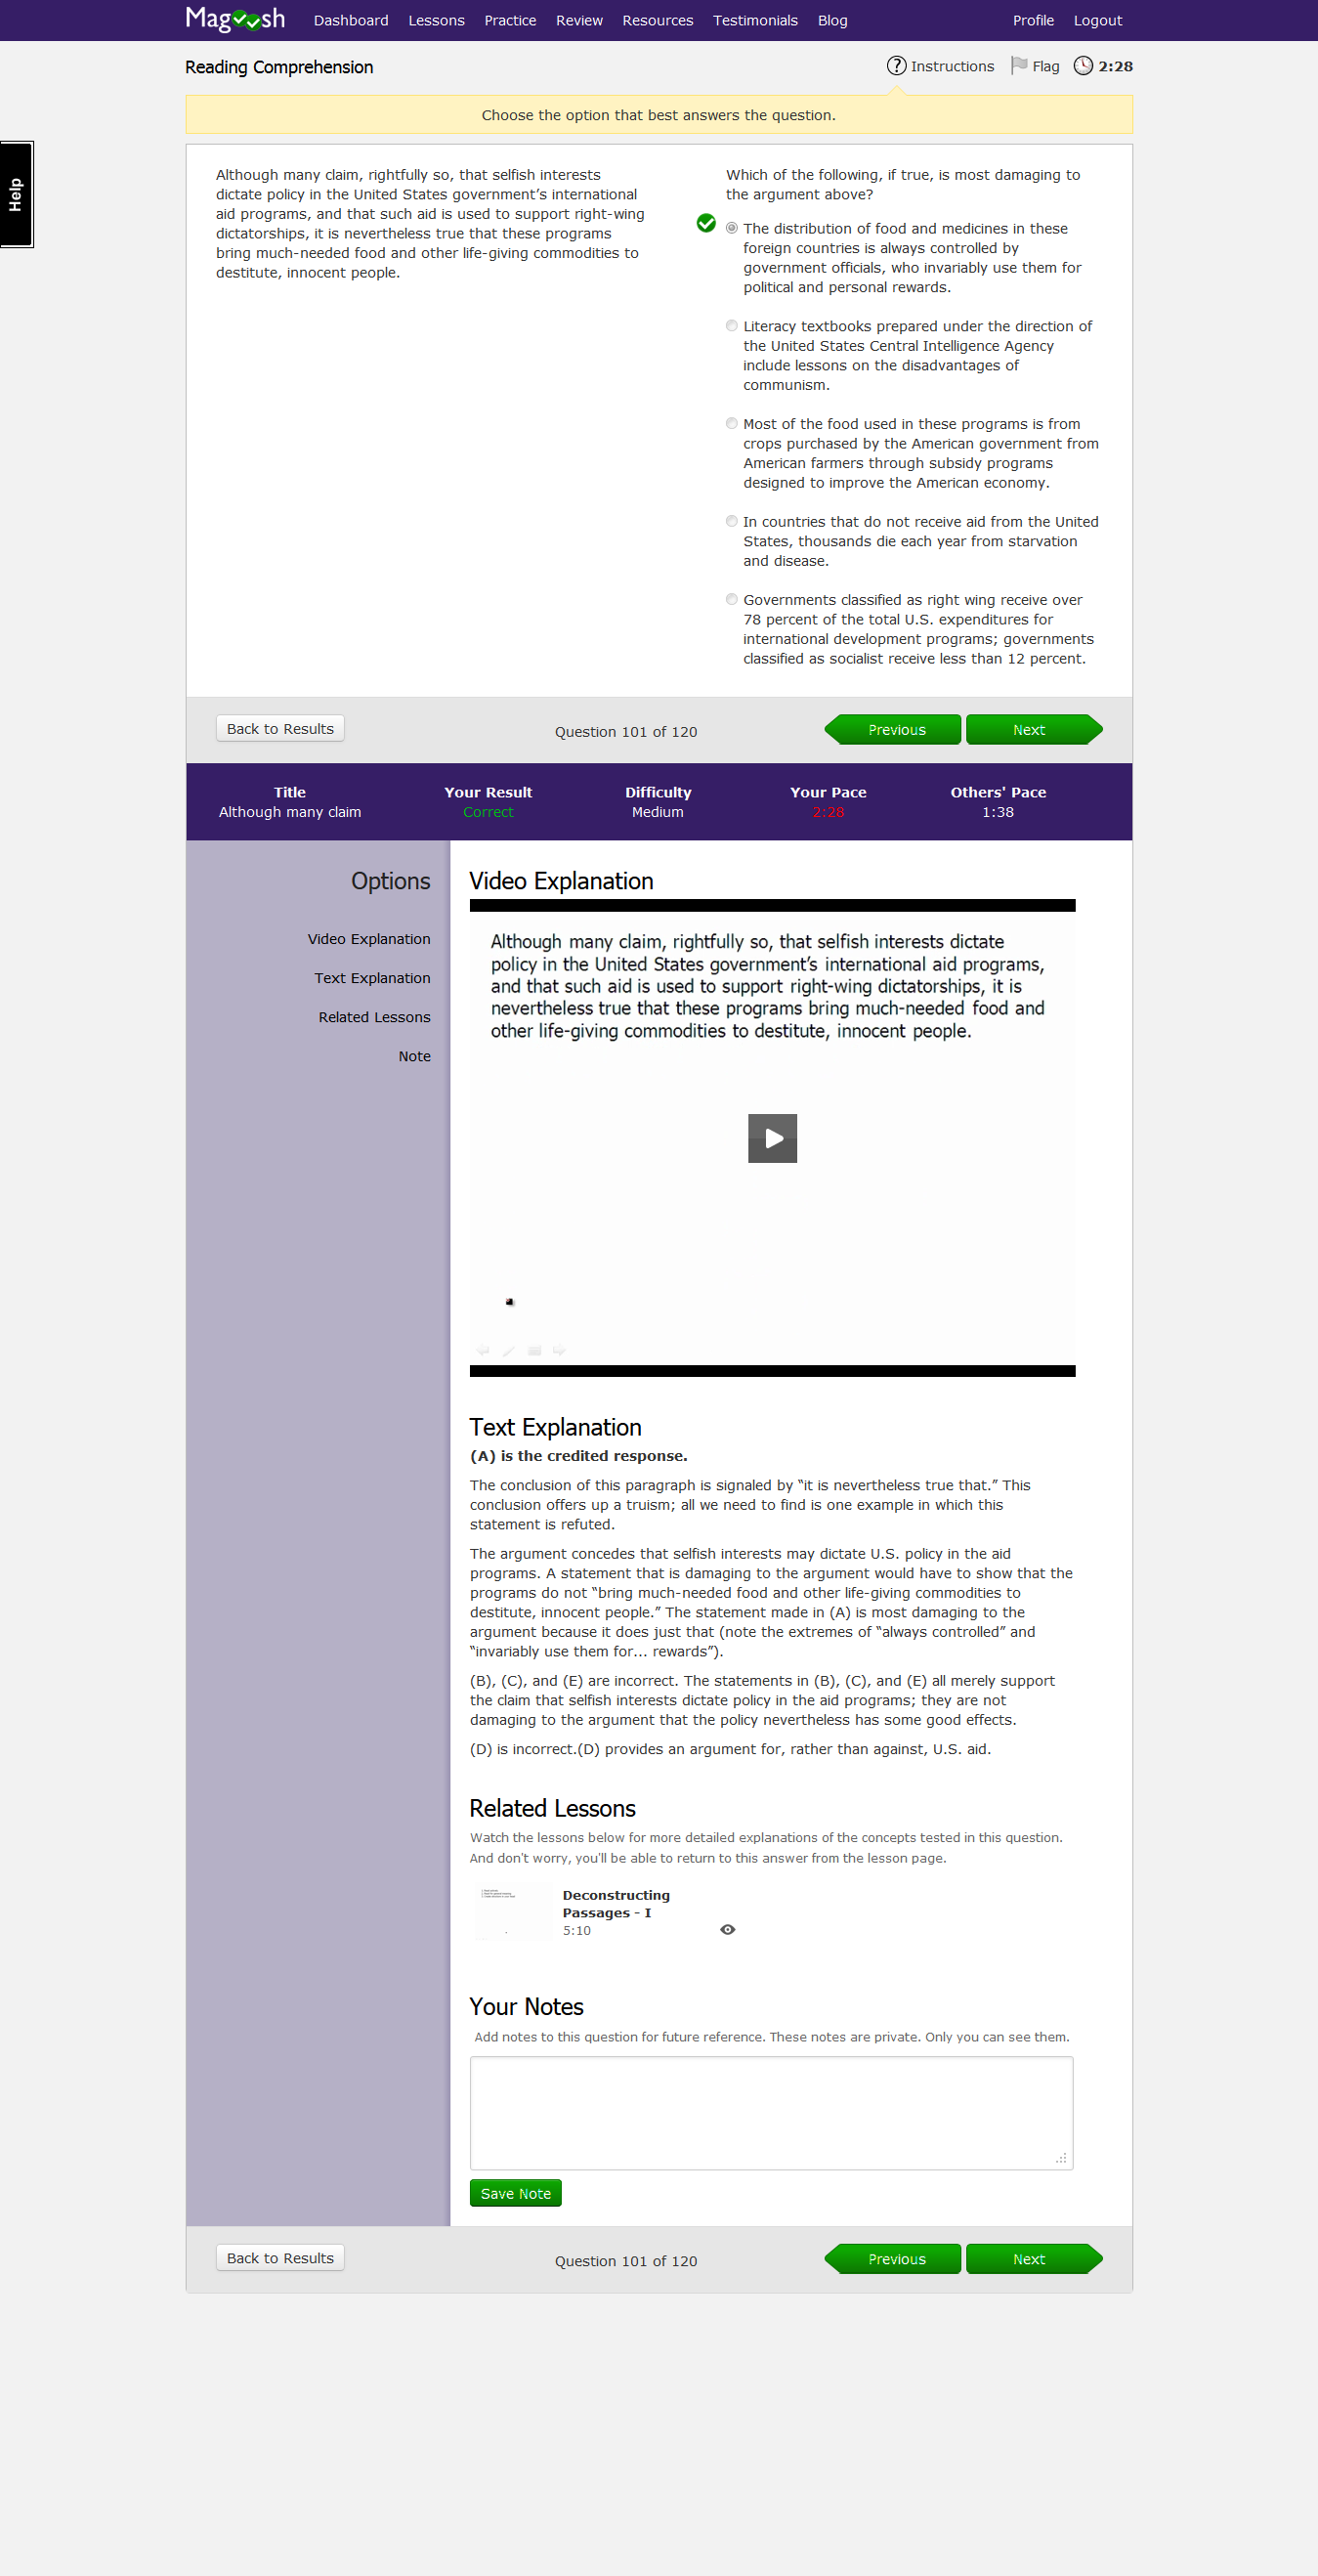 Magoosh
Dashboard Lessons Practice Review Resources Testimonials Blog Profile Logout
Reading Comprehension
Instructions Flag 2:28
Choose the option that best answers the question.
Help
Although many claim, rightfully so, that selfish interests
dictate policy in the United States government’s international
aid programs, and that such aid is used to support right-wing
dictatorships, it is nevertheless true that these programs
bring much-needed food and other life-giving commodities to
destitute, innocent people.
Which of the following, if true, is most damaging to
the argument above?
The distribution of food and medicines in these
foreign countries is always controlled by
government officials, who invariably use them for
political and personal rewards.
Literacy textbooks prepared under the direction of
the United States Central Intelligence Agency
include lessons on the disadvantages of
communism.
Most of the food used in these programs is from
crops purchased by the American government from
American farmers through subsidy programs
designed to improve the American economy.
In countries that do not receive aid from the United
States, thousands die each year from starvation
and disease.
Governments classified as right wing receive over
78 percent of the total U.S. expenditures for
international development programs; governments
classified as socialist receive less than 12 percent.
Back to Results Question 101 of 120 Previous Next
Title Your Result Difficulty Your Pace Others' Pace
Although many claim Correct Medium 2:28 1:38
Options
Video Explanation
Text Explanation
Related Lessons
Note
Video Explanation
Although many claim, rightfully so, that selfish interests dictate
policy in the United States government’s international aid programs,
and that such aid is used to support right-wing dictatorships, it is
nevertheless true that these programs bring much-needed food and
other life-giving commodities to destitute, innocent people.
Text Explanation
(A) is the credited response.
The conclusion of this paragraph is signaled by “it is nevertheless true that.” This
conclusion offers up a truism; all we need to find is one example in which this
statement is refuted.
The argument concedes that selfish interests may dictate U.S. policy in the aid
programs. A statement that is damaging to the argument would have to show that the
programs do not “bring much-needed food and other life-giving commodities to
destitute, innocent people.” The statement made in (A) is most damaging to the
argument because it does just that (note the extremes of “always controlled” and
“invariably use them for... rewards”).
(B), (C), and (E) are incorrect. The statements in (B), (C), and (E) all merely support
the claim that selfish interests dictate policy in the aid programs; they are not
damaging to the argument that the policy nevertheless has some good effects.
(D) is incorrect.(D) provides an argument for, rather than against, U.S. aid.
Related Lessons
Watch the lessons below for more detailed explanations of the concepts tested in this question.
And don't worry, you'll be able to return to this answer from the lesson page.
Deconstructing
Passages - I
5:10
Your Notes
Add notes to this question for future reference. These notes are private. Only you can see them.
Save Note
Back to Results Question 101 of 120 Previous Next